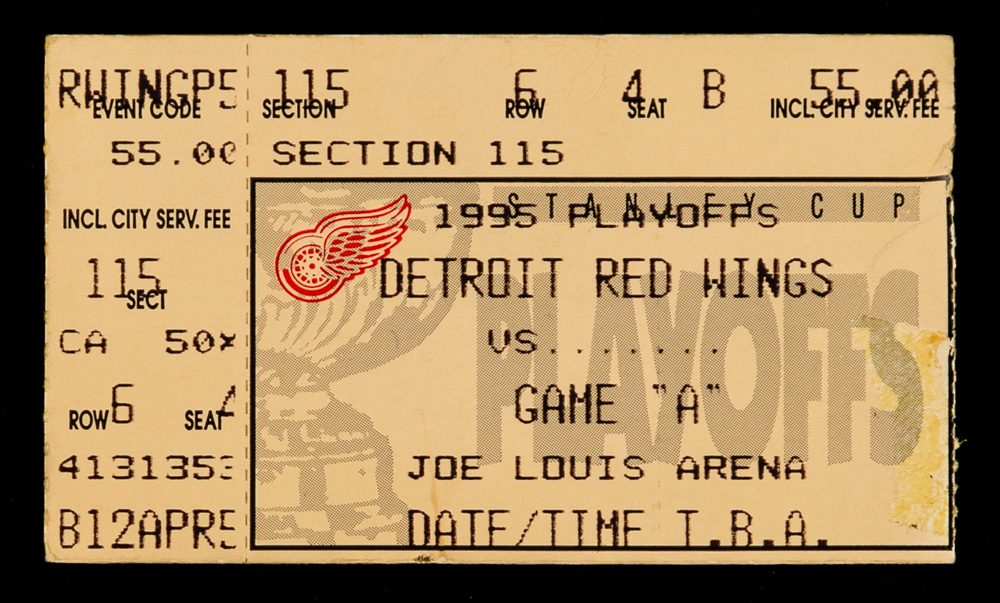 RWINGP5 115 6 4 B 55.00
EVENT CODE SECTION ROW SEAT INCL. CITY SERV. FEE
55.00 SECTION 115
STANLEY CUP
1995 PLAYOFFS
INCL. CITY SERV. FEE
DETROIT RED WINGS
115
SECT
PLAYOFFS
CA 50X VS.......
GAME "A"
ROW 6 SEAT 4
4131353 JOE LOUIS ARENA
B12APR5 DATE/TIME T.B.A.